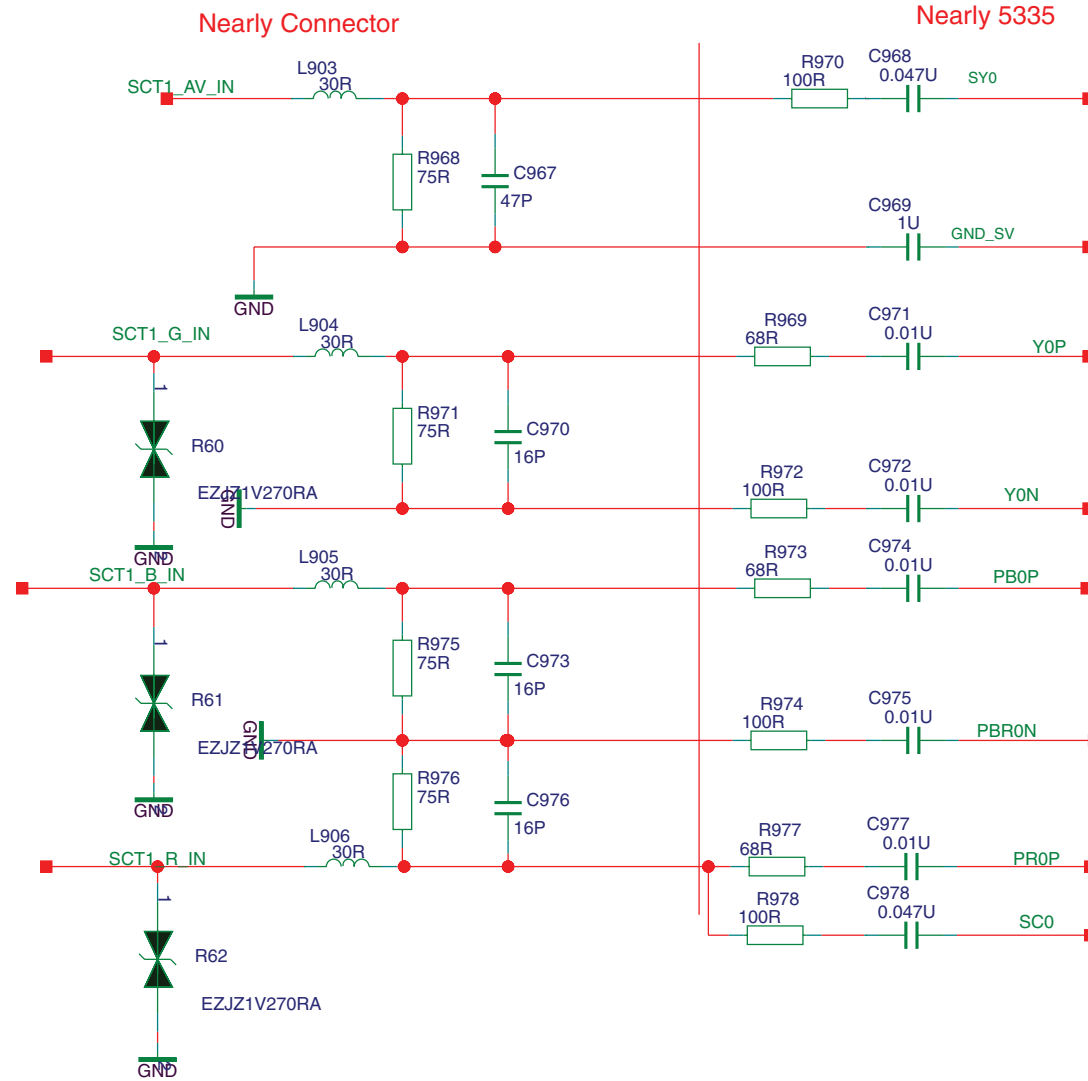 Nearly Connector
Nearly 5335
SCT1_AV_IN
L903
30R
R968
75R
C967
47P
R970
100R
C968
0.047U
SY0
C969
1U
GND_SV
GND
SCT1_G_IN
L904
30R
1
R60
EZJZ1V270RA
2
GND
R971
75R
C970
16P
GND
R969
68R
C971
0.01U
Y0P
R972
100R
C972
0.01U
Y0N
SCT1_B_IN
L905
30R
1
R61
EZJZ1V270RA
2
GND
R975
75R
C973
16P
GND
R973
68R
C974
0.01U
PB0P
R974
100R
C975
0.01U
PBR0N
R976
75R
C976
16P
SCT1_R_IN
L906
30R
1
R62
EZJZ1V270RA
2
GND
R977
68R
C977
0.01U
PR0P
R978
100R
C978
0.047U
SC0